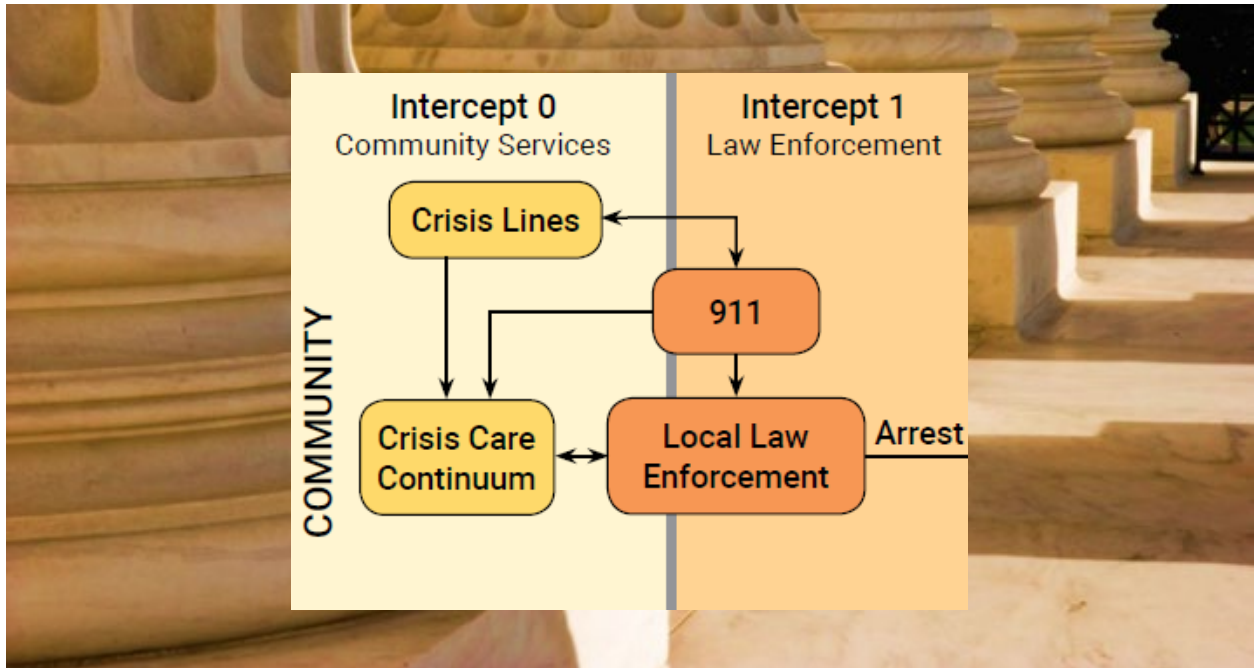 Intercept 0
Community Services
Intercept 1
Law Enforcement
Crisis Lines
911
COMMUNITY
Crisis Care
Continuum
Local Law
Enforcement
Arrest